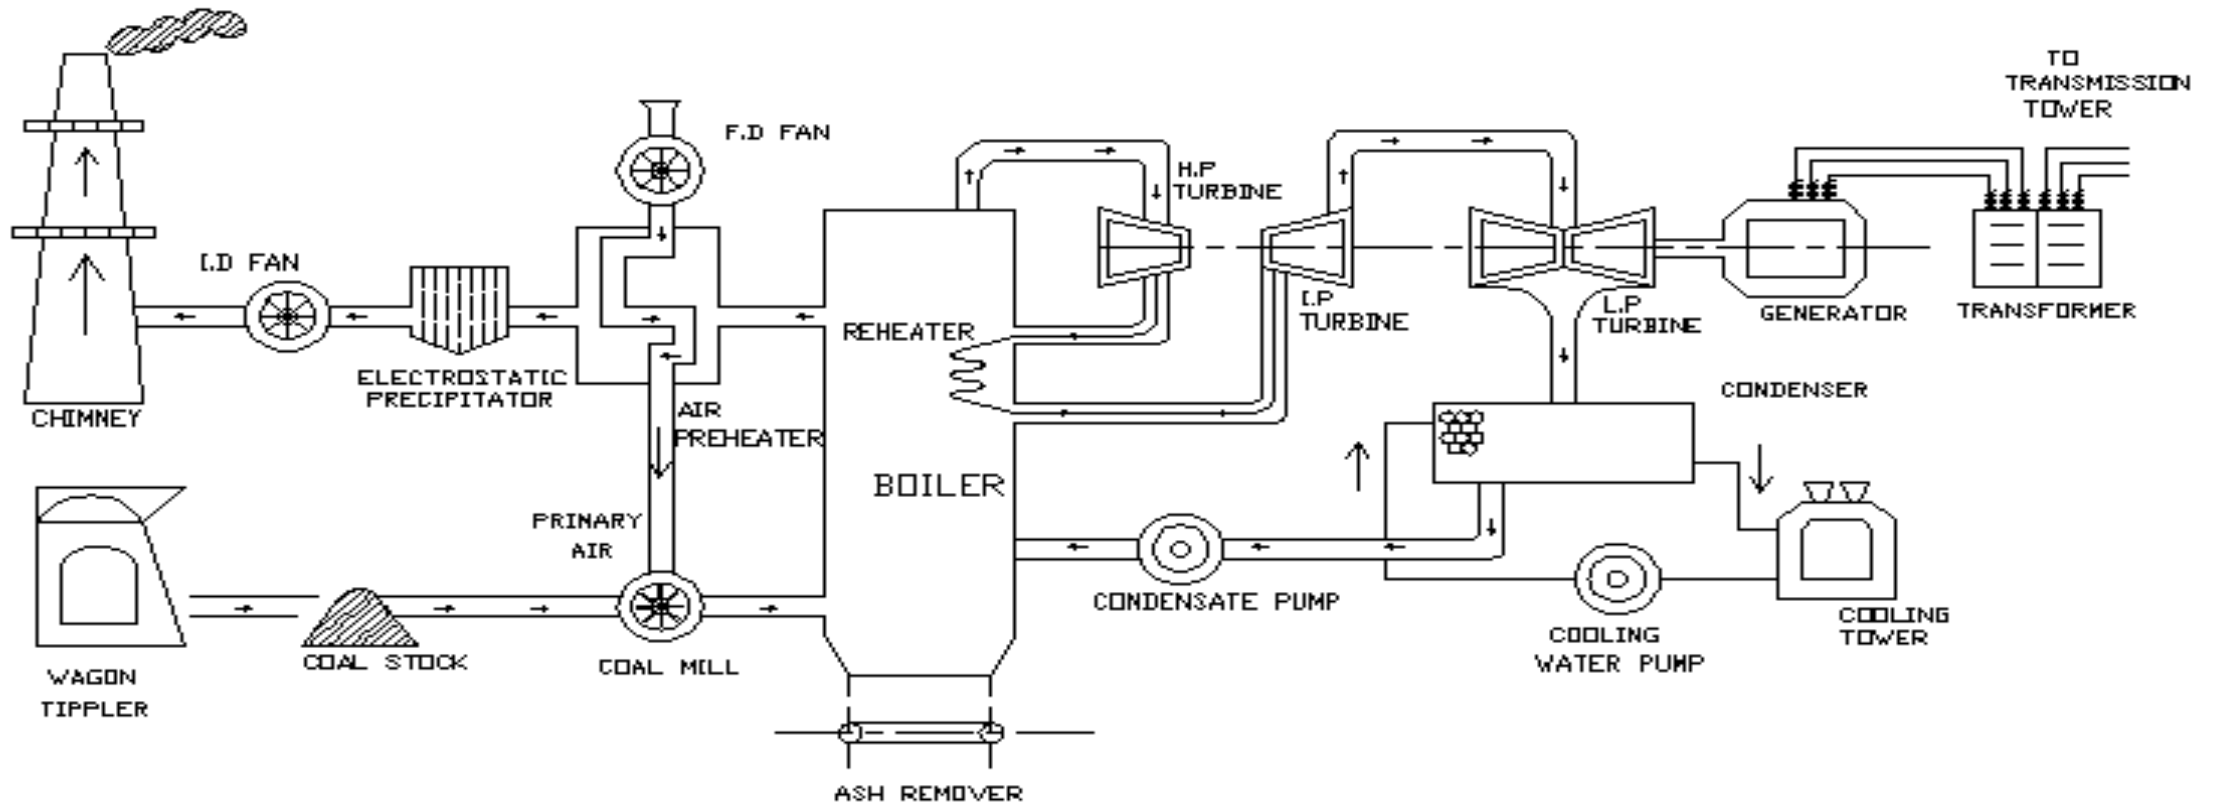 TO
TRANSMISSION
TOWER
F.D FAN
H.P
TURBINE
I.D FAN
I.P
TURBINE
L.P
TURBINE
GENERATOR
TRANSFORMER
REHEATER
ELECTROSTATIC
PRECIPITATOR
CONDENSER
CHIMNEY
AIR
PREHEATER
BOILER
PRIMARY
AIR
CONDENSATE PUMP
COOLING
TOWER
COOLING
WATER PUMP
COAL STOCK
COAL MILL
WAGON
TIPPLER
ASH REMOVER